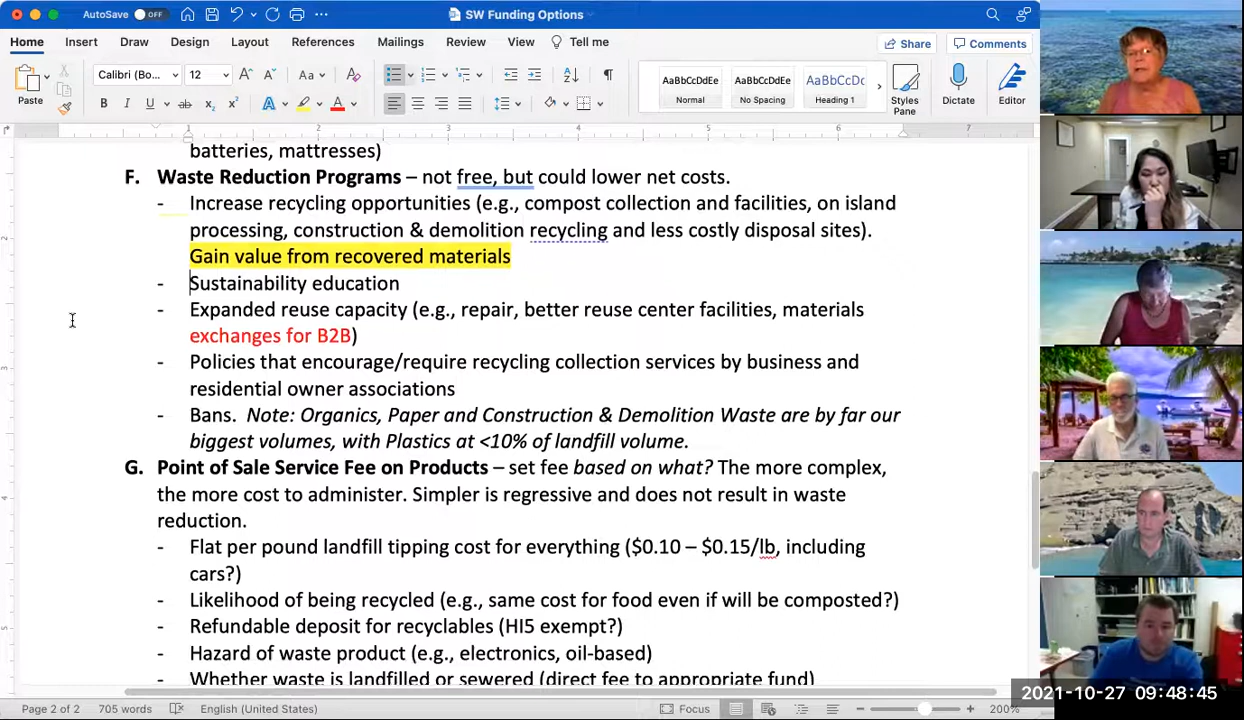 AutoSave OFF
SW Funding Options
Home Insert Draw Design Layout References Mailings Review View Tell me Share Comments
Calibri (Bo... 12 Aa
Paste B I U ab x₂ x² A A
AaBbCcDdEe AaBbCcDdEe AaBbCcDc
Normal No Spacing Heading 1 Styles Pane Dictate Editor
1 2 3 4 5 6 7
batteries, mattresses)
F. Waste Reduction Programs – not free, but could lower net costs.
- Increase recycling opportunities (e.g., compost collection and facilities, on island
processing, construction & demolition recycling and less costly disposal sites).
Gain value from recovered materials
- Sustainability education
- Expanded reuse capacity (e.g., repair, better reuse center facilities, materials
exchanges for B2B)
- Policies that encourage/require recycling collection services by business and
residential owner associations
- Bans. Note: Organics, Paper and Construction & Demolition Waste are by far our
biggest volumes, with Plastics at <10% of landfill volume.
G. Point of Sale Service Fee on Products – set fee based on what? The more complex,
the more cost to administer. Simpler is regressive and does not result in waste
reduction.
- Flat per pound landfill tipping cost for everything ($0.10 – $0.15/lb, including
cars?)
- Likelihood of being recycled (e.g., same cost for food even if will be composted?)
- Refundable deposit for recyclables (HI5 exempt?)
- Hazard of waste product (e.g., electronics, oil-based)
- Whether waste is landfilled or sewered (direct fee to appropriate fund)
Page 2 of 2 705 words English (United States) Focus 200%
2021-10-27 09:48:45